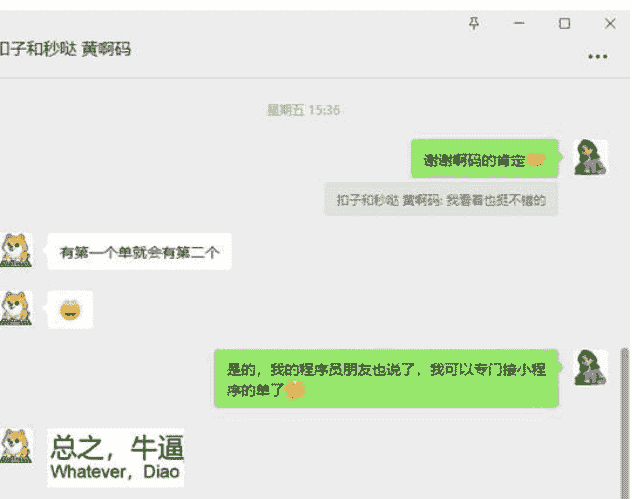 扣子和秒哒 黄啊码
星期五 15:36
谢谢啊码的肯定
扣子和秒哒 黄啊码: 我看着也挺不错的
有第一个单就会有第二个
是的，我的程序员朋友也说了，我可以专门接小程
序的单了
总之，牛逼
Whatever，Diao